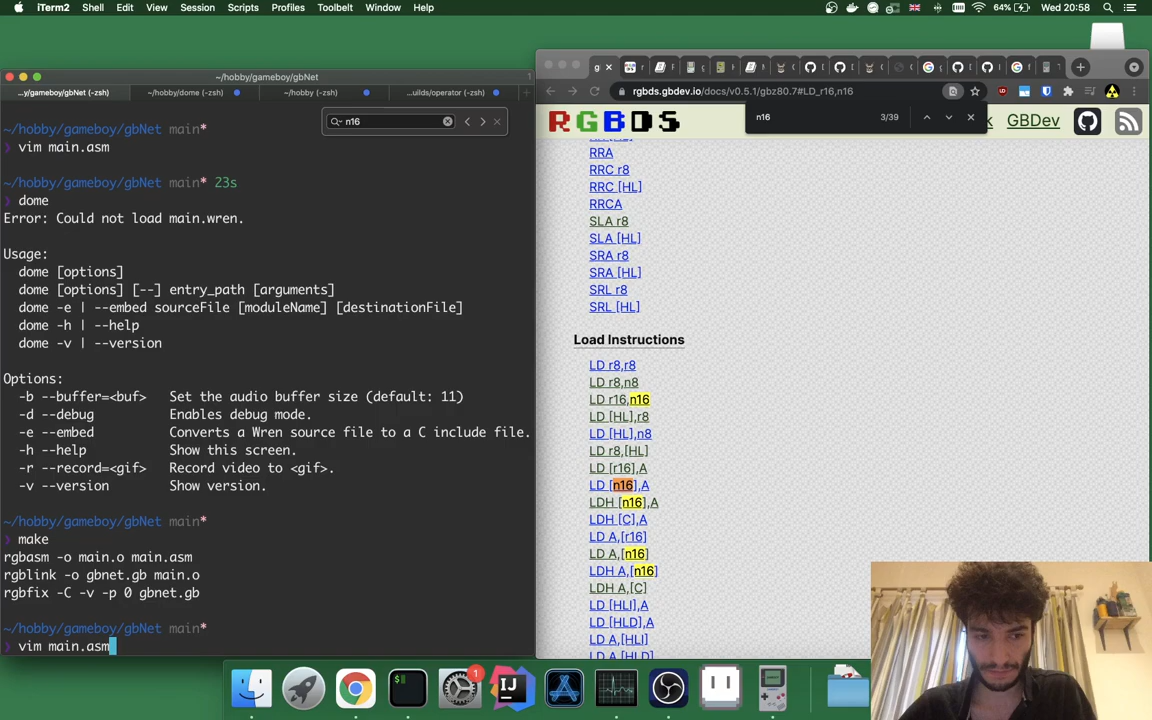 iTerm2 Shell Edit View Session Scripts Profiles Toolbelt Window Help
64% Wed 20:58
~/hobby/gameboy/gbNet (-zsh)
1
...y/gameboy/gbNet (-zsh)
~/hobby/dome (-zsh)
~/hobby (-zsh)
...uilds/operator (-zsh)
n16
~/hobby/gameboy/gbNet main*
❯ vim main.asm
~/hobby/gameboy/gbNet main* 23s
❯ dome
Error: Could not load main.wren.
Usage:
dome [options]
dome [options] [--] entry_path [arguments]
dome -e | --embed sourceFile [moduleName] [destinationFile]
dome -h | --help
dome -v | --version
Options:
-b --buffer=<buf> Set the audio buffer size (default: 11)
-d --debug Enables debug mode.
-e --embed Converts a Wren source file to a C include file.
-h --help Show this screen.
-r --record=<gif> Record video to <gif>.
-v --version Show version.
~/hobby/gameboy/gbNet main*
❯ make
rgbasm -o main.o main.asm
rgblink -o gbnet.gb main.o
rgbfix -C -v -p 0 gbnet.gb
~/hobby/gameboy/gbNet main*
❯ vim main.asm
rgbds.gbdev.io/docs/v0.5.1/gbz80.7#LD_r16,n16
n16 3/39
RGBDS
GBDev
RRA
RRC r8
RRC [HL]
RRCA
SLA r8
SLA [HL]
SRA r8
SRA [HL]
SRL r8
SRL [HL]
Load Instructions
LD r8,r8
LD r8,n8
LD r16,n16
LD [HL],r8
LD [HL],n8
LD r8,[HL]
LD [r16],A
LD [n16],A
LDH [n16],A
LDH [C],A
LD A,[r16]
LD A,[n16]
LDH A,[n16]
LDH A,[C]
LD [HLI],A
LD [HLD],A
LD A,[HLI]
LD A,[HLD]
1